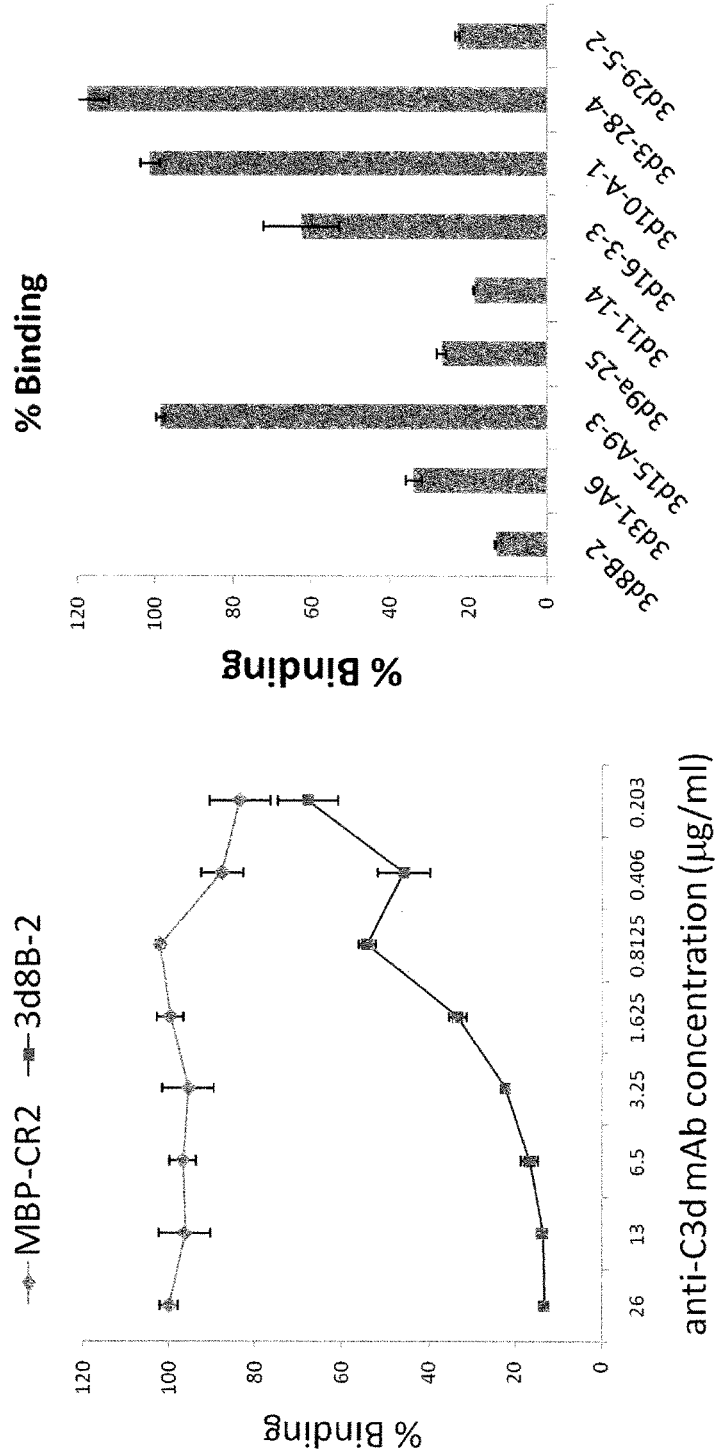 MBP-CR2
3d8B-2
% Binding
120
100
80
60
40
20
0
26
13
6.5
3.25
1.625
0.8125
0.406
0.203
anti-C3d mAb concentration (μg/ml)
% Binding
% Binding
120
100
80
60
40
20
0
3d8B-2
3d31-A6
3d15-A9-3
3d9a-25
3d11-14
3d16-3-3
3d10-A-1
3d3-28-4
3d29-5-2